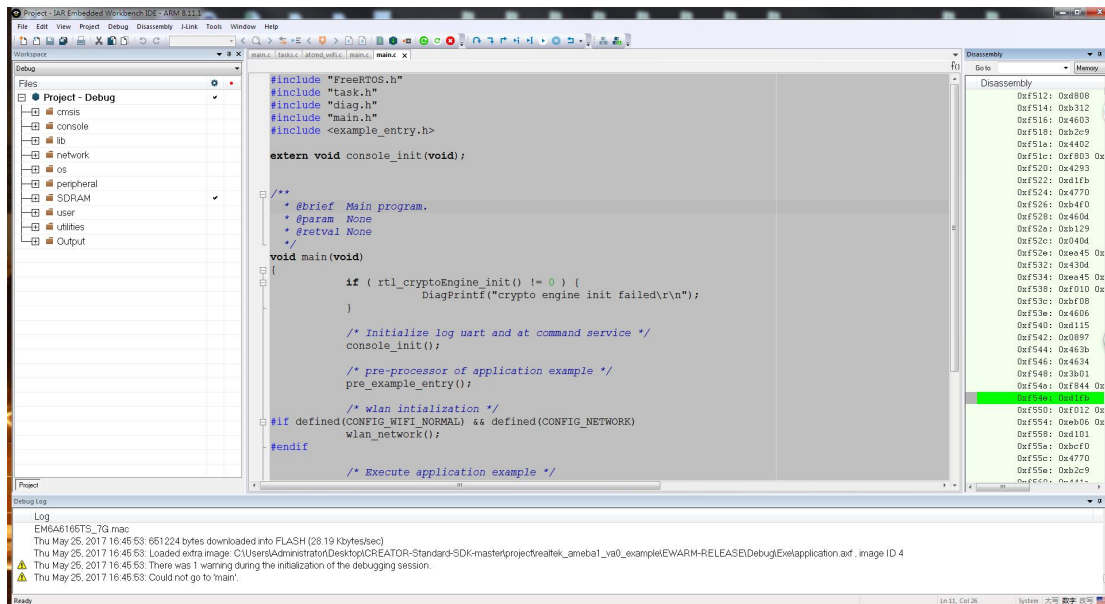 Project - IAR Embedded Workbench IDE - ARM 8.11.1
File Edit View Project Debug Disassembly J-Link Tools Window Help
Workspace
Debug
Files
Project - Debug
cmsis
console
lib
network
os
peripheral
SDRAM
user
utilities
Output
Project
main.c tasks.c atcmd_wifi.c main.c main.c x
f()
#include "FreeRTOS.h"
#include "task.h"
#include "diag.h"
#include "main.h"
#include <example_entry.h>
extern void console_init(void);
/**
* @brief Main program.
* @param None
* @retval None
*/
void main(void)
{
if ( rtl_cryptoEngine_init() != 0 ) {
DiagPrintf("crypto engine init failed\r\n");
}
/* Initialize log uart and at command service */
console_init();
/* pre-processor of application example */
pre_example_entry();
/* wlan intialization */
#if defined(CONFIG_WIFI_NORMAL) && defined(CONFIG_NETWORK)
wlan_network();
#endif
/* Execute application example */
Disassembly
Go to Memory
Disassembly
0xf512: 0xd808
0xf514: 0xb312
0xf516: 0x4603
0xf518: 0xb2c9
0xf51a: 0x4402
0xf51c: 0xf803 0x
0xf520: 0x4293
0xf522: 0xd1fb
0xf524: 0x4770
0xf526: 0xb4f0
0xf528: 0x460d
0xf52a: 0xb129
0xf52c: 0x040d
0xf52e: 0xea45 0x
0xf532: 0x430d
0xf534: 0xea45 0x
0xf538: 0xf010 0x
0xf53c: 0xbf08
0xf53e: 0x4606
0xf540: 0xd115
0xf542: 0x0897
0xf544: 0x463b
0xf546: 0x4634
0xf548: 0x3b01
0xf54a: 0xf844 0x
0xf54e: 0xd1fb
0xf550: 0xf012 0x
0xf554: 0xeb06 0x
0xf558: 0xd101
0xf55a: 0xbcf0
0xf55c: 0x4770
0xf55e: 0xb2c9
Debug Log
Log
EM6A6165TS_7G.mac
Thu May 25, 2017 16:45:53: 651224 bytes downloaded into FLASH (28.19 Kbytes/sec)
Thu May 25, 2017 16:45:53: Loaded extra image: C:\Users\Administrator\Desktop\CREATOR-Standard-SDK-master\project\realtek_ameba1_va0_example\EWARM-RELEASE\Debug\Exe\application.axf , image ID 4
Thu May 25, 2017 16:45:53: There was 1 warning during the initialization of the debugging session.
Thu May 25, 2017 16:45:53: Could not go to 'main'.
Ready Ln 11, Col 26 System 大写 数字 改写